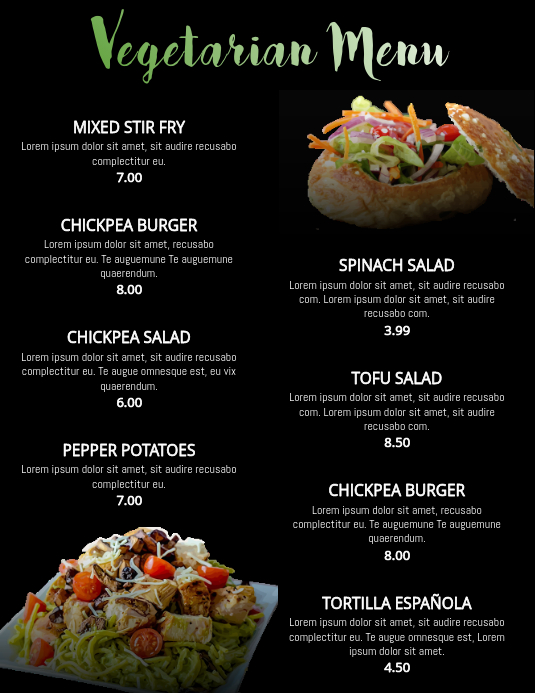 Vegetarian Menu
MIXED STIR FRY
Lorem ipsum dolor sit amet, sit audire recusabo
complectitur eu.
7.00
CHICKPEA BURGER
Lorem ipsum dolor sit amet, recusabo
complectitur eu. Te auguemune Te auguemune
quaerendum.
8.00
CHICKPEA SALAD
Lorem ipsum dolor sit amet, sit audire recusabo
complectitur eu. Te augue omnesque est, eu vix
quaerendum.
6.00
PEPPER POTATOES
Lorem ipsum dolor sit amet, sit audire recusabo
complectitur eu.
7.00
SPINACH SALAD
Lorem ipsum dolor sit amet, sit audire recusabo
com. Lorem ipsum dolor sit amet, sit audire
recusabo com.
3.99
TOFU SALAD
Lorem ipsum dolor sit amet, sit audire recusabo
com. Lorem ipsum dolor sit amet, sit audire
recusabo com.
8.50
CHICKPEA BURGER
Lorem ipsum dolor sit amet, recusabo
complectitur eu. Te auguemune Te auguemune
quaerendum.
8.00
TORTILLA ESPAÑOLA
Lorem ipsum dolor sit amet, sit audire recusabo
complectitur eu. Te augue omnesque est, Lorem
ipsum dolor sit amet.
4.50